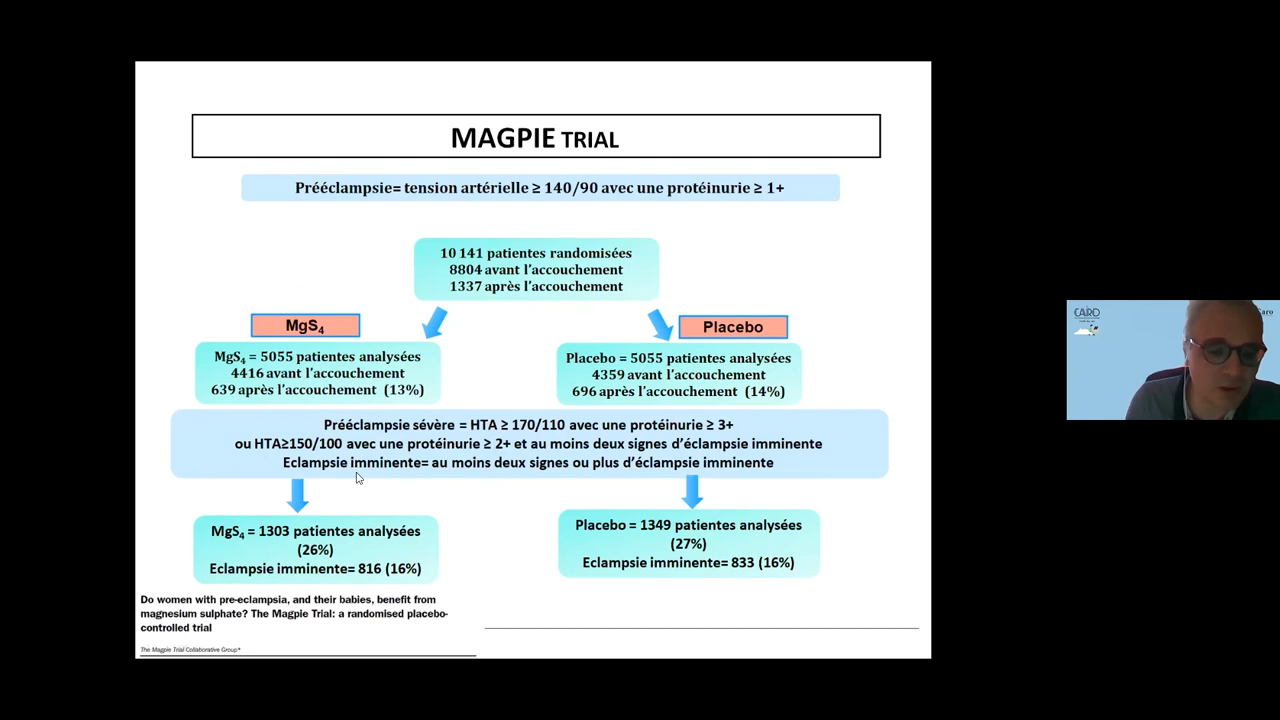 MAGPIE TRIAL
Prééclampsie= tension artérielle ≥ 140/90 avec une protéinurie ≥ 1+
10 141 patientes randomisées
8804 avant l’accouchement
1337 après l’accouchement
MgS₄
Placebo
MgS₄ = 5055 patientes analysées
4416 avant l’accouchement
639 après l’accouchement (13%)
Placebo = 5055 patientes analysées
4359 avant l’accouchement
696 après l’accouchement (14%)
Prééclampsie sévère = HTA ≥ 170/110 avec une protéinurie ≥ 3+
ou HTA≥150/100 avec une protéinurie ≥ 2+ et au moins deux signes d’éclampsie imminente
Eclampsie imminente= au moins deux signes ou plus d’éclampsie imminente
MgS₄ = 1303 patientes analysées
(26%)
Eclampsie imminente= 816 (16%)
Placebo = 1349 patientes analysées
(27%)
Eclampsie imminente= 833 (16%)
Do women with pre-eclampsia, and their babies, benefit from
magnesium sulphate? The Magpie Trial: a randomised placebo-
controlled trial
The Magpie Trial Collaborative Group*
CARO